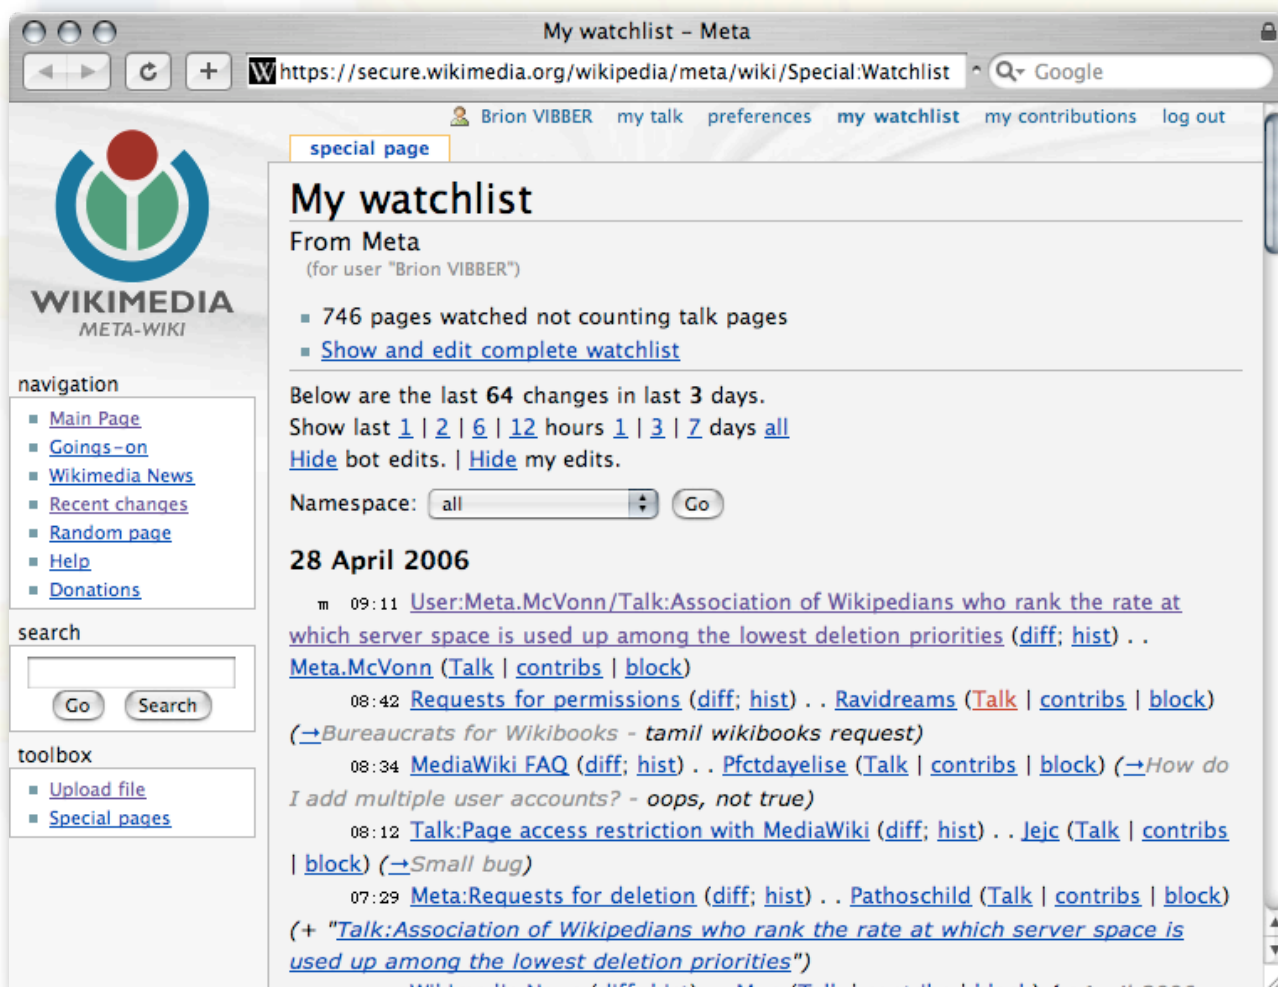 My watchlist – Meta
https://secure.wikimedia.org/wikipedia/meta/wiki/Special:Watchlist
Google
Brion VIBBER my talk preferences my watchlist my contributions log out
special page
WIKIMEDIA
META-WIKI
navigation
Main Page
Goings-on
Wikimedia News
Recent changes
Random page
Help
Donations
search
Go Search
toolbox
Upload file
Special pages
My watchlist
From Meta
(for user "Brion VIBBER")
746 pages watched not counting talk pages
Show and edit complete watchlist
Below are the last 64 changes in last 3 days.
Show last 1 | 2 | 6 | 12 hours 1 | 3 | 7 days all
Hide bot edits. | Hide my edits.
Namespace: all Go
28 April 2006
m 09:11 User:Meta.McVonn/Talk:Association of Wikipedians who rank the rate at
which server space is used up among the lowest deletion priorities (diff; hist) . .
Meta.McVonn (Talk | contribs | block)
08:42 Requests for permissions (diff; hist) . . Ravidreams (Talk | contribs | block)
(→Bureaucrats for Wikibooks - tamil wikibooks request)
08:34 MediaWiki FAQ (diff; hist) . . Pfctdayelise (Talk | contribs | block) (→How do
I add multiple user accounts? - oops, not true)
08:12 Talk:Page access restriction with MediaWiki (diff; hist) . . Jejc (Talk | contribs
| block) (→Small bug)
07:29 Meta:Requests for deletion (diff; hist) . . Pathoschild (Talk | contribs | block)
(+ "Talk:Association of Wikipedians who rank the rate at which server space is
used up among the lowest deletion priorities")